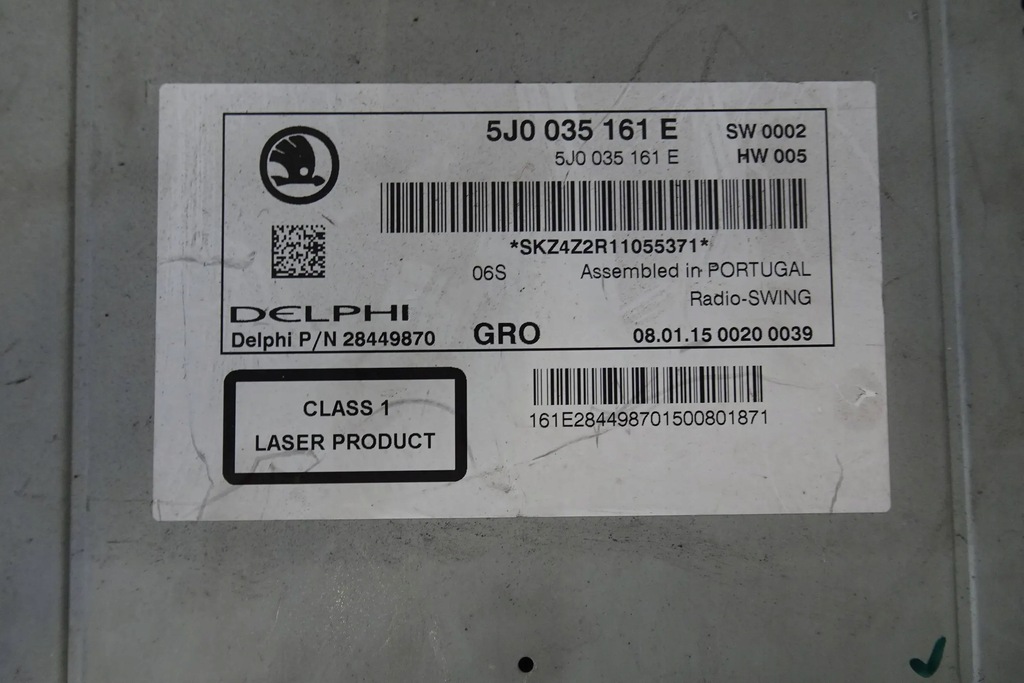 5J0 035 161 E SW 0002
5J0 035 161 E HW 005
*SKZ4Z2R11055371*
06S Assembled in PORTUGAL
Radio-SWING
DELPHI
Delphi P/N 28449870 GRO 08.01.15 0020 0039
CLASS 1
LASER PRODUCT
161E284498701500801871